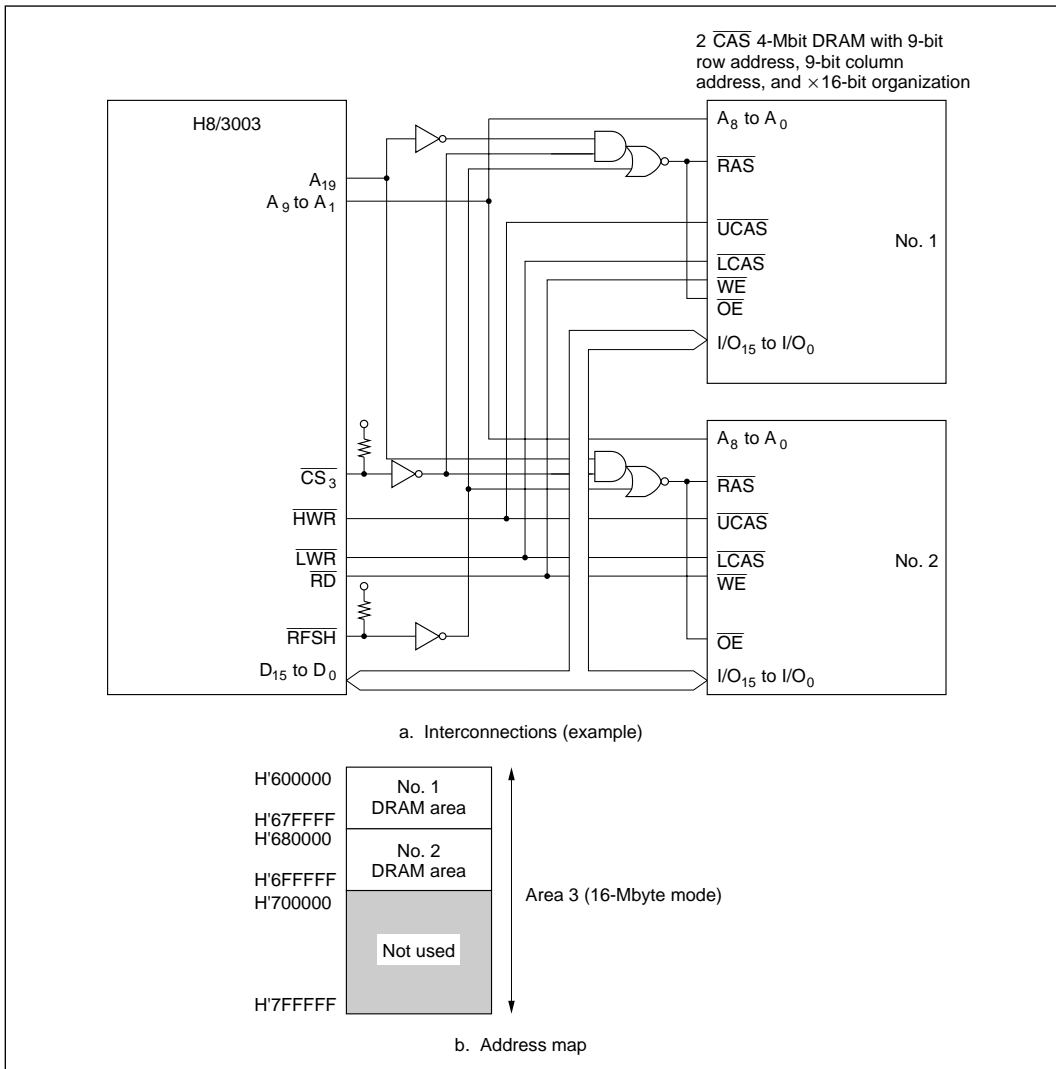 2 CAS 4-Mbit DRAM with 9-bit
row address, 9-bit column
address, and ×16-bit organization
H8/3003
A19
A9 to A1
CS3
HWR
LWR
RD
RFSH
D15 to D0
A8 to A0
RAS
UCAS
No. 1
LCAS
WE
OE
I/O15 to I/O0
A8 to A0
RAS
UCAS
LCAS
No. 2
WE
OE
I/O15 to I/O0
a. Interconnections (example)
H'600000
No. 1
DRAM area
H'67FFFF
H'680000
No. 2
DRAM area
H'6FFFFF
H'700000
Area 3 (16-Mbyte mode)
Not used
H'7FFFFF
b. Address map